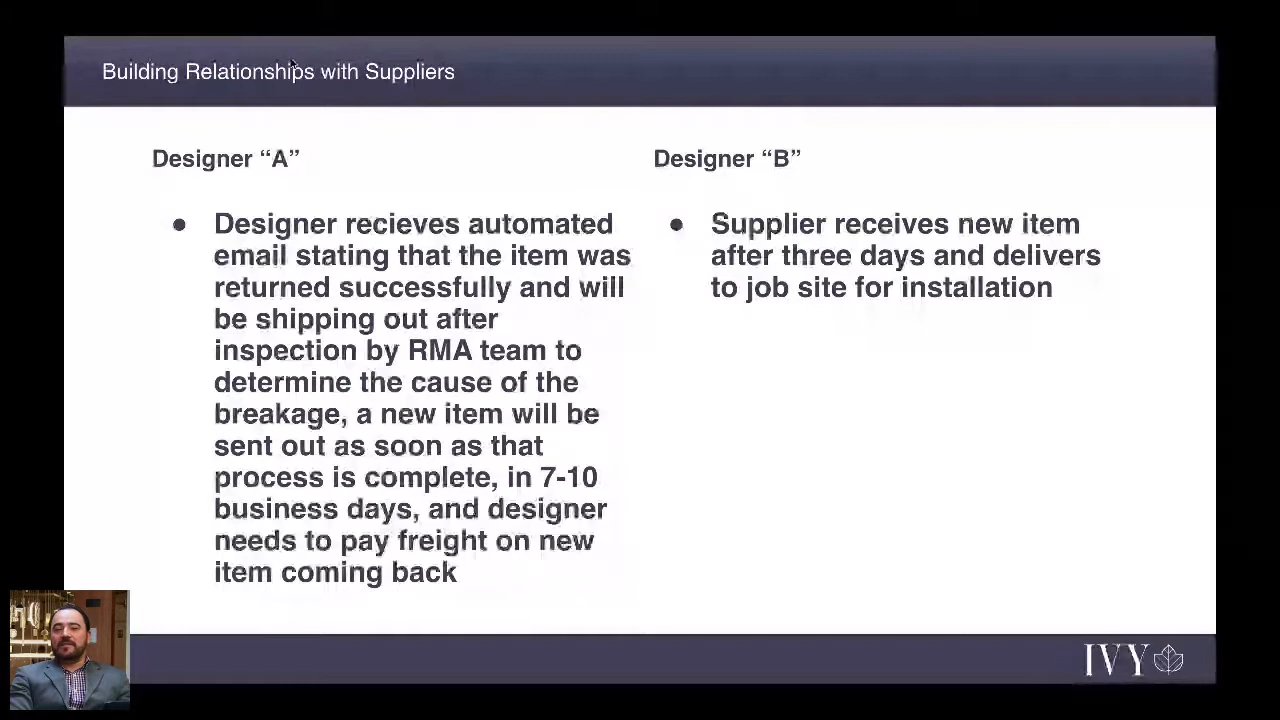 Building Relationships with Suppliers
Designer “A”
● Designer recieves automated
email stating that the item was
returned successfully and will
be shipping out after
inspection by RMA team to
determine the cause of the
breakage, a new item will be
sent out as soon as that
process is complete, in 7-10
business days, and designer
needs to pay freight on new
item coming back
Designer “B”
● Supplier receives new item
after three days and delivers
to job site for installation
IVY